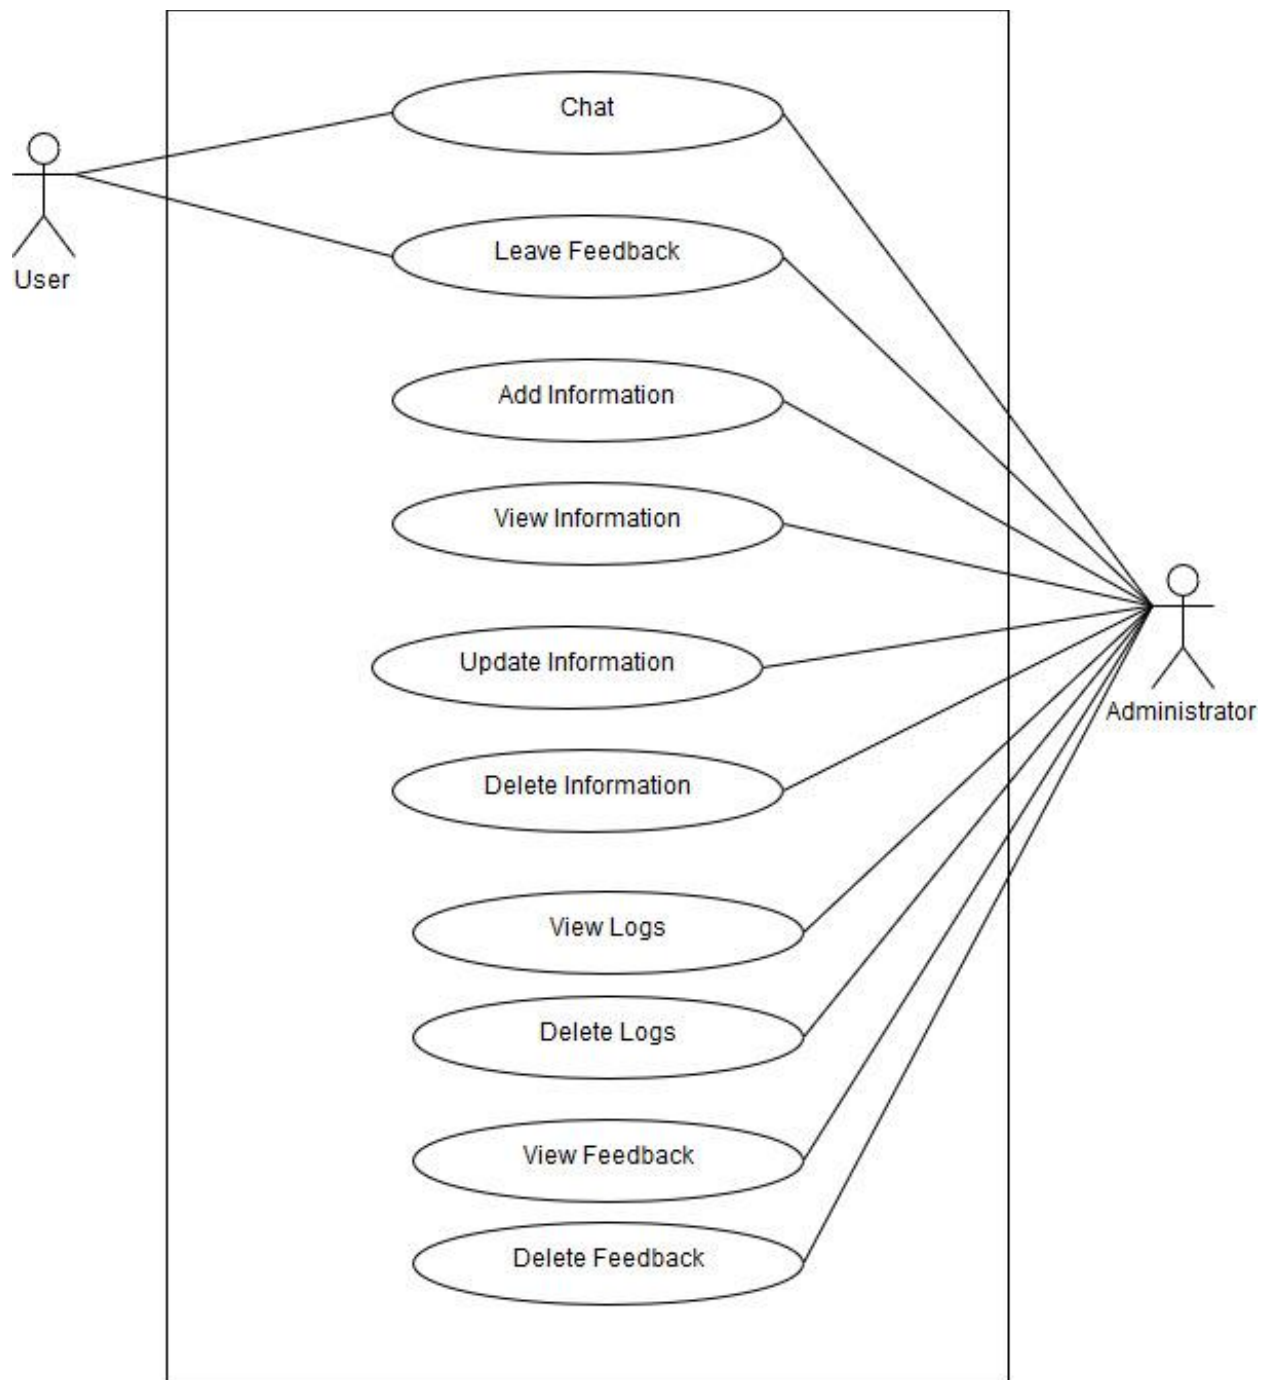 Chat
User
Leave Feedback
Add Information
View Information
Update Information
Administrator
Delete Information
View Logs
Delete Logs
View Feedback
Delete Feedback